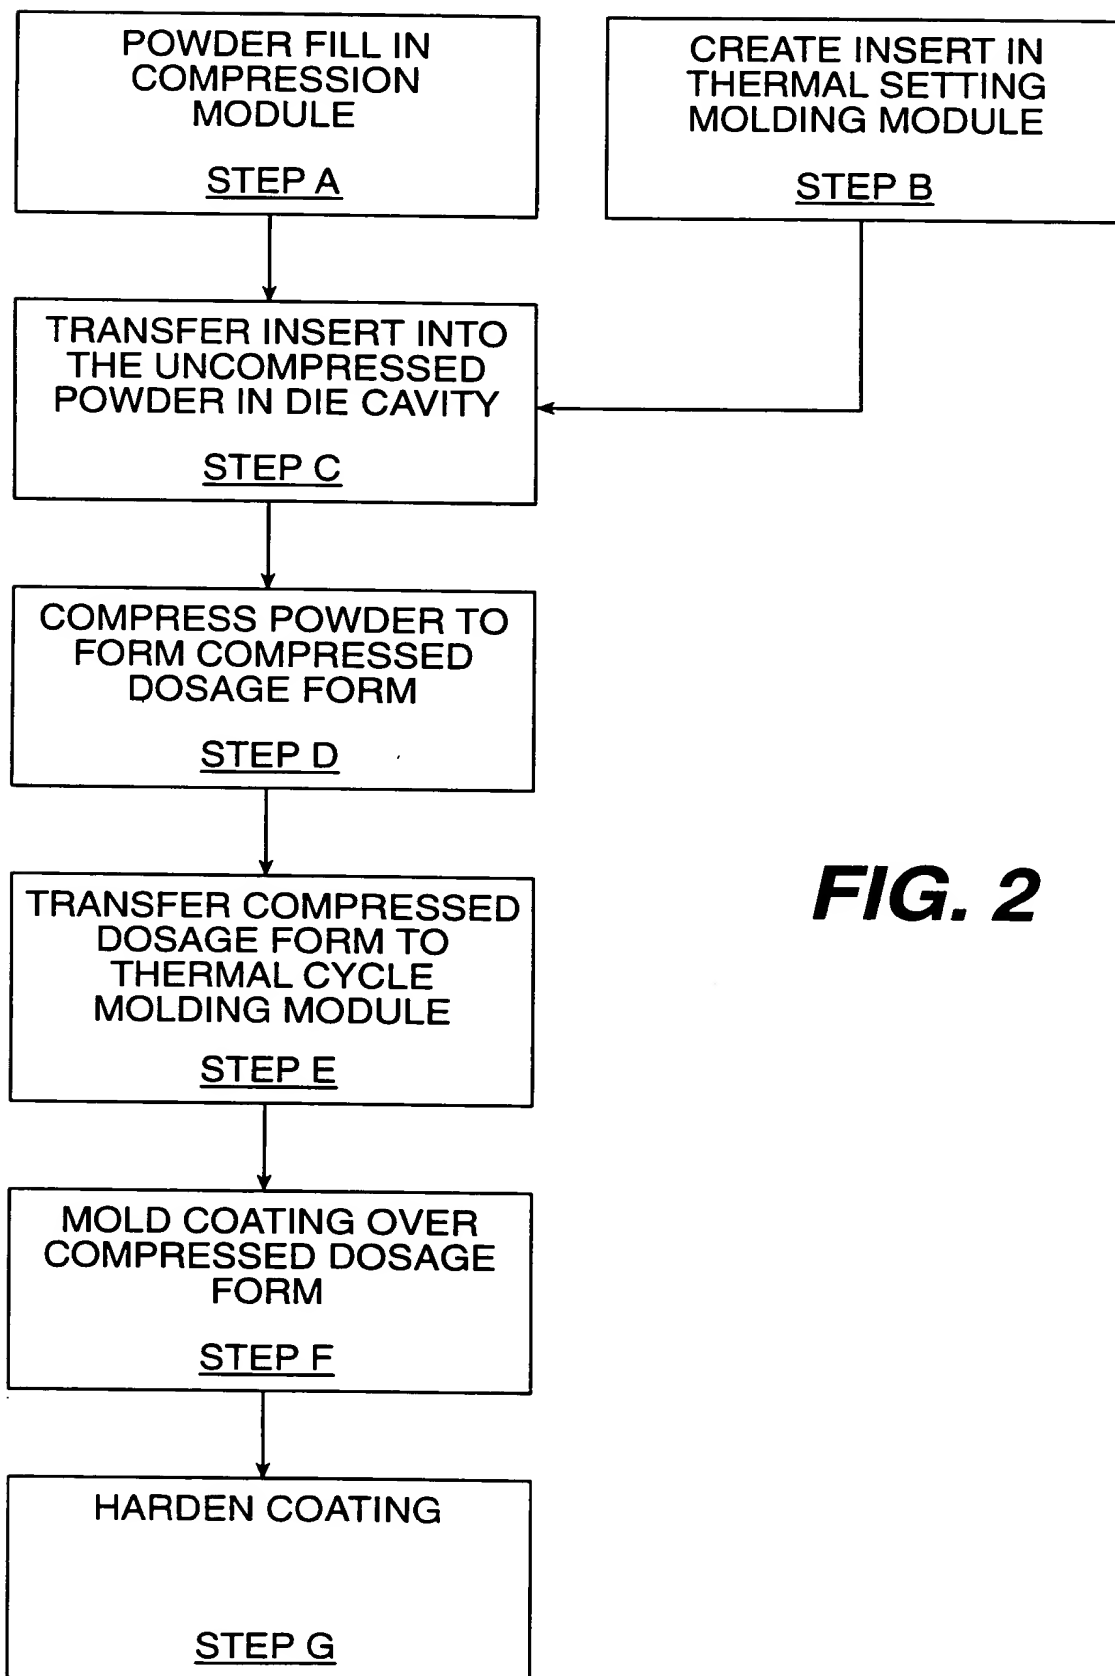 POWDER FILL IN
COMPRESSION
MODULE
STEP A
CREATE INSERT IN
THERMAL SETTING
MOLDING MODULE
STEP B
TRANSFER INSERT INTO
THE UNCOMPRESSED
POWDER IN DIE CAVITY
STEP C
COMPRESS POWDER TO
FORM COMPRESSED
DOSAGE FORM
STEP D
TRANSFER COMPRESSED
DOSAGE FORM TO
THERMAL CYCLE
MOLDING MODULE
STEP E
MOLD COATING OVER
COMPRESSED DOSAGE
FORM
STEP F
HARDEN COATING
STEP G
FIG. 2